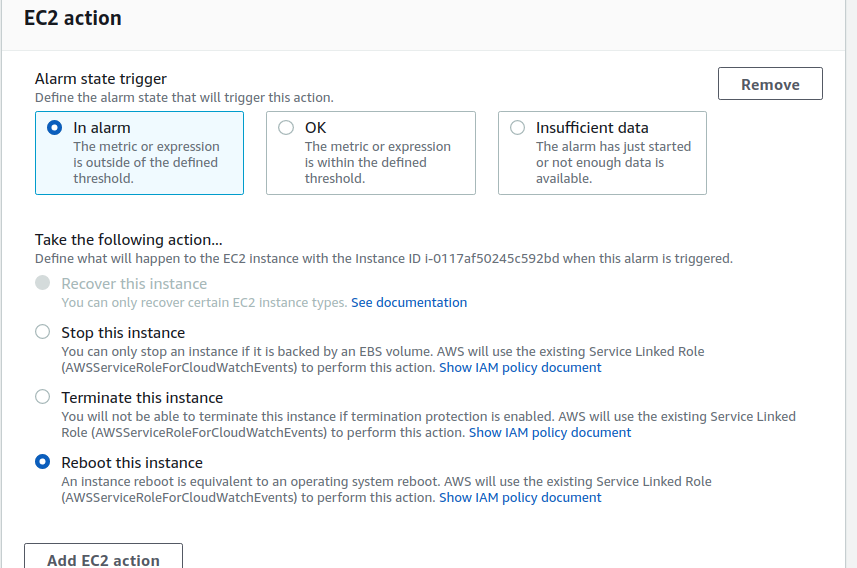 EC2 action
Alarm state trigger
Define the alarm state that will trigger this action.
Remove
In alarm
The metric or expression
is outside of the defined
threshold.
OK
The metric or expression
is within the defined
threshold.
Insufficient data
The alarm has just started
or not enough data is
available.
Take the following action...
Define what will happen to the EC2 instance with the Instance ID i-0117af50245c592bd when this alarm is triggered.
Recover this instance
You can only recover certain EC2 instance types. See documentation
Stop this instance
You can only stop an instance if it is backed by an EBS volume. AWS will use the existing Service Linked Role
(AWSServiceRoleForCloudWatchEvents) to perform this action. Show IAM policy document
Terminate this instance
You will not be able to terminate this instance if termination protection is enabled. AWS will use the existing Service Linked
Role (AWSServiceRoleForCloudWatchEvents) to perform this action. Show IAM policy document
Reboot this instance
An instance reboot is equivalent to an operating system reboot. AWS will use the existing Service Linked Role
(AWSServiceRoleForCloudWatchEvents) to perform this action. Show IAM policy document
Add EC2 action